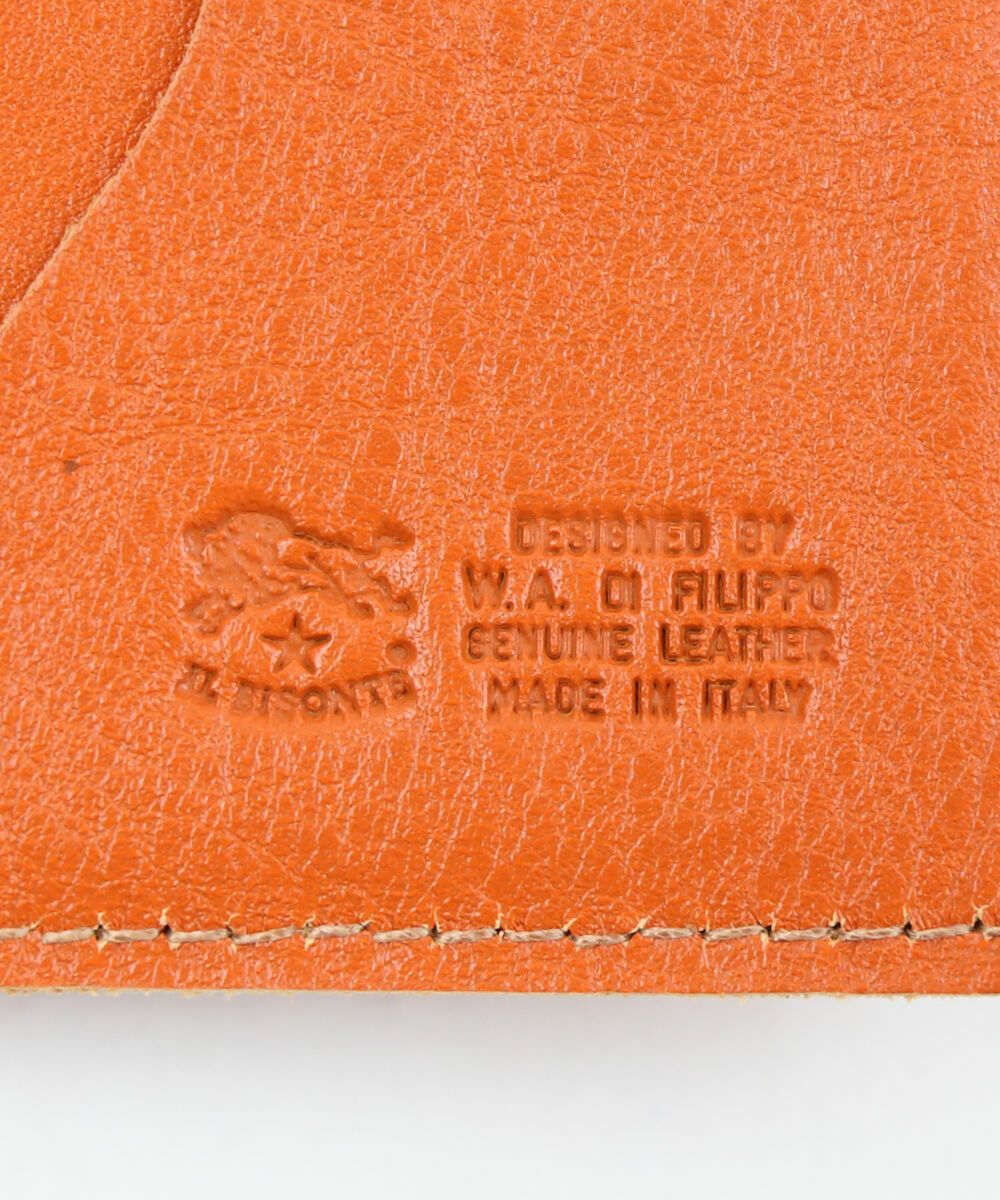 IL BISONTE
DESIGNED BY
W.A. DI FILIPPO
GENUINE LEATHER
MADE IN ITALY